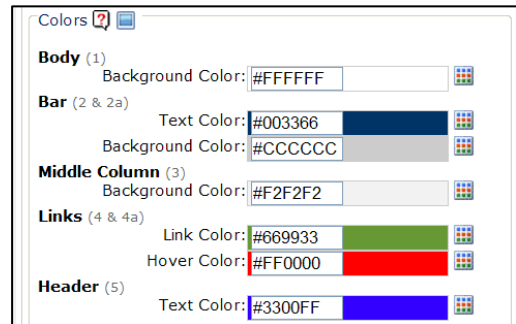 Colors
Body (1)
Background Color: #FFFFFF
Bar (2 & 2a)
Text Color: #003366
Background Color: #CCCCCC
Middle Column (3)
Background Color: #F2F2F2
Links (4 & 4a)
Link Color: #669933
Hover Color: #FF0000
Header (5)
Text Color: #3300FF